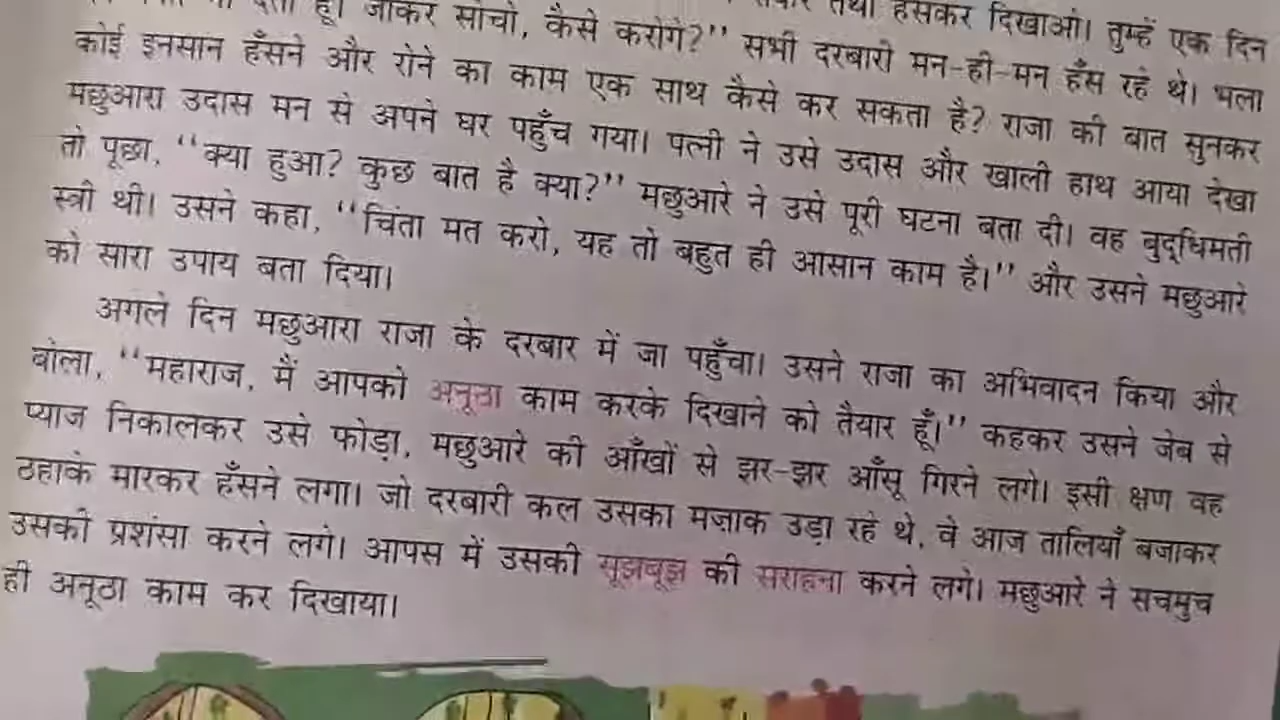 देता हूँ। जाकर सोचो, कैसे करोगे?" सभी दरबारी मन-ही-मन हँस रहे थे। भला
तथा हँसकर दिखाओ। तुम्हें एक दिन
कोई इनसान हँसने और रोने का काम एक साथ कैसे कर सकता है? राजा की बात सुनकर
मछुआरा उदास मन से अपने घर पहुँच गया। पत्नी ने उसे उदास और खाली हाथ आया देखा
तो पूछा, "क्या हुआ? कुछ बात है क्या?" मछुआरे ने उसे पूरी घटना बता दी। वह बुद्धिमती
स्त्री थी। उसने कहा, "चिंता मत करो, यह तो बहुत ही आसान काम है।" और उसने मछुआरे
को सारा उपाय बता दिया।
अगले दिन मछुआरा राजा के दरबार में जा पहुँचा। उसने राजा का अभिवादन किया और
बोला, "महाराज, मैं आपको अनूठा काम करके दिखाने को तैयार हूँ।" कहकर उसने जेब से
प्याज निकालकर उसे फोड़ा, मछुआरे की आँखों से झर-झर आँसू गिरने लगे। इसी क्षण वह
ठहाके मारकर हँसने लगा। जो दरबारी कल उसका मज़ाक उड़ा रहे थे, वे आज तालियाँ बजाकर
उसकी प्रशंसा करने लगे। आपस में उसकी सूझबूझ की सराहना करने लगे। मछुआरे ने सचमुच
ही अनूठा काम कर दिखाया।